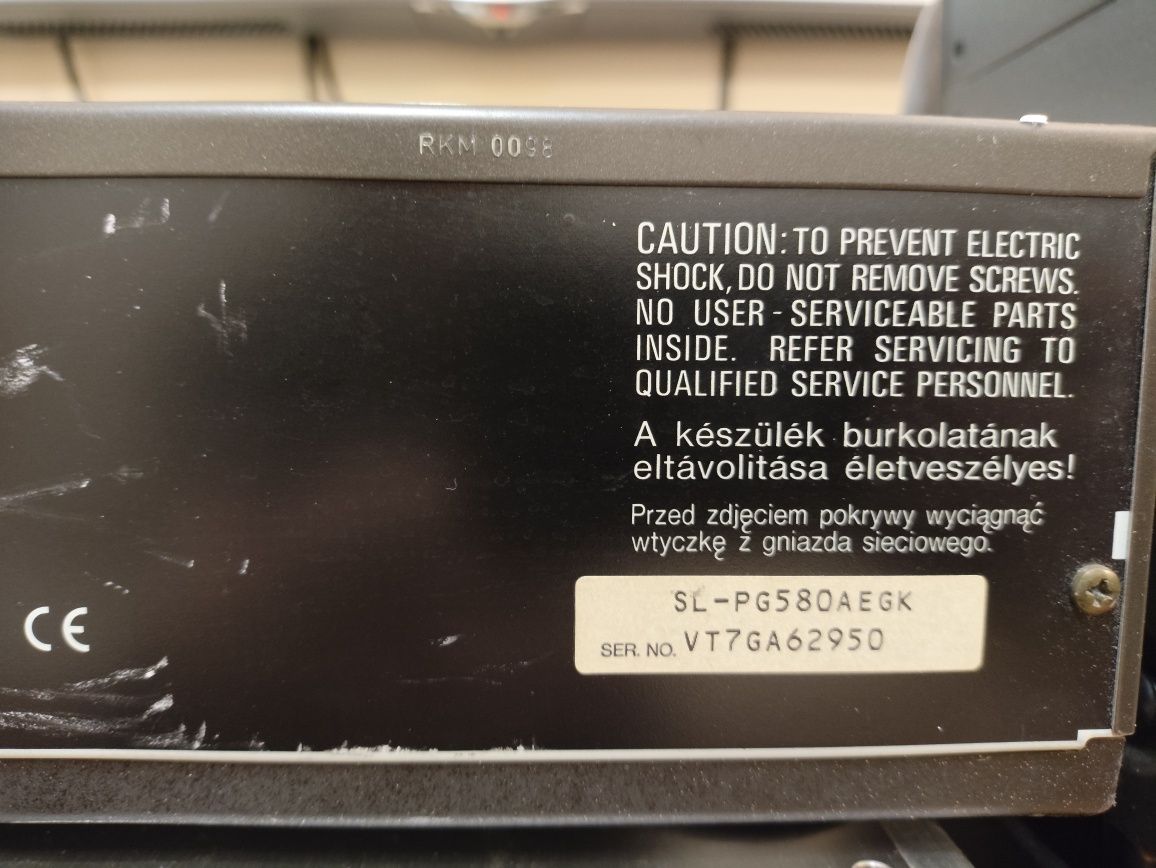 RKM 0098
CAUTION: TO PREVENT ELECTRIC
SHOCK, DO NOT REMOVE SCREWS.
NO USER - SERVICEABLE PARTS
INSIDE. REFER SERVICING TO
QUALIFIED SERVICE PERSONNEL.
A készülék burkolatának
eltávolitása életveszélyes!
Przed zdjęciem pokrywy wyciągnąć
wtyczkę z gniazda sieciowego.
SL-PG580AEGK
SER. NO. VT7GA62950
CE